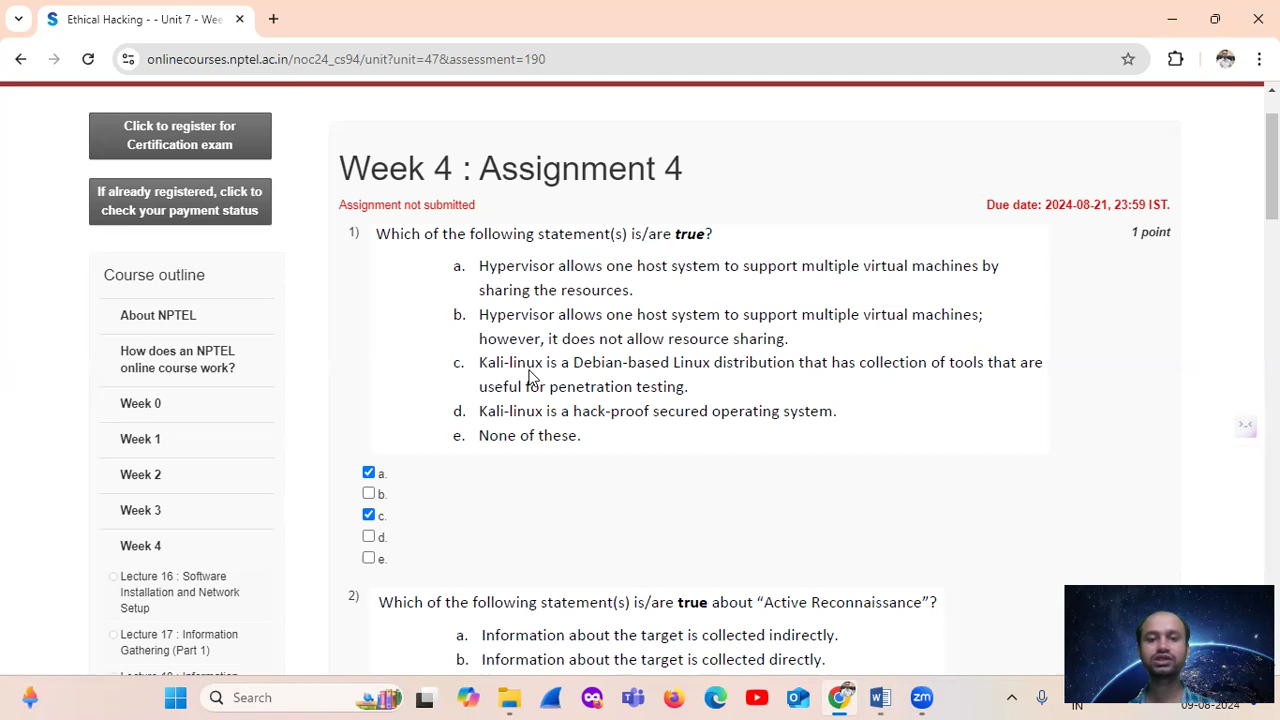 Ethical Hacking - - Unit 7 - Wee
onlinecourses.nptel.ac.in/noc24_cs94/unit?unit=47&assessment=190
Click to register for
Certification exam
If already registered, click to
check your payment status
Course outline
About NPTEL
How does an NPTEL
online course work?
Week 0
Week 1
Week 2
Week 3
Week 4
Lecture 16 : Software
Installation and Network
Setup
Lecture 17 : Information
Gathering (Part 1)
Week 4 : Assignment 4
Assignment not submitted
Due date: 2024-08-21, 23:59 IST.
1) Which of the following statement(s) is/are true?
1 point
a. Hypervisor allows one host system to support multiple virtual machines by
sharing the resources.
b. Hypervisor allows one host system to support multiple virtual machines;
however, it does not allow resource sharing.
c. Kali-linux is a Debian-based Linux distribution that has collection of tools that are
useful for penetration testing.
d. Kali-linux is a hack-proof secured operating system.
e. None of these.
a.
b.
c.
d.
e.
2) Which of the following statement(s) is/are true about “Active Reconnaissance”?
a. Information about the target is collected indirectly.
b. Information about the target is collected directly.
Search
IN
09-08-2024